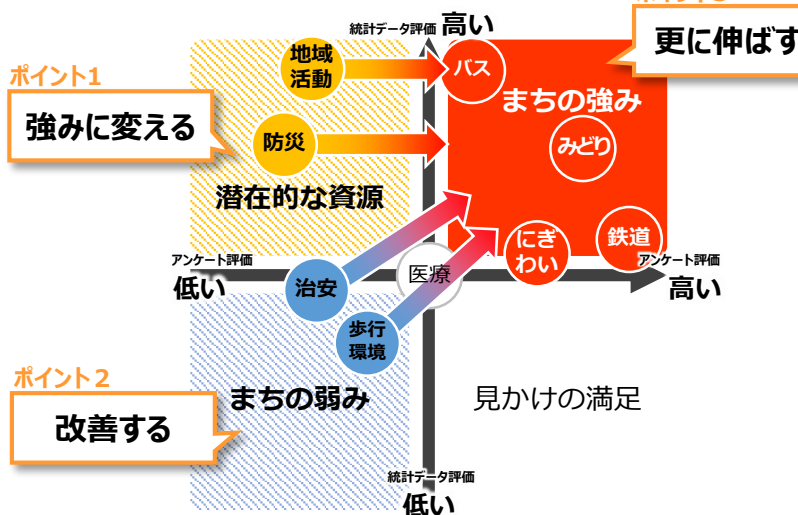 統計データ評価 高い
更に伸ばす
ポイント1
強みに変える
地域
活動
バス
まちの強み
防災
みどり
潜在的な資源
にぎ
わい
鉄道
アンケート評価
低い
アンケート評価
高い
治安
医療
歩行
環境
ポイント２
改善する
まちの弱み
見かけの満足
統計データ評価
低い